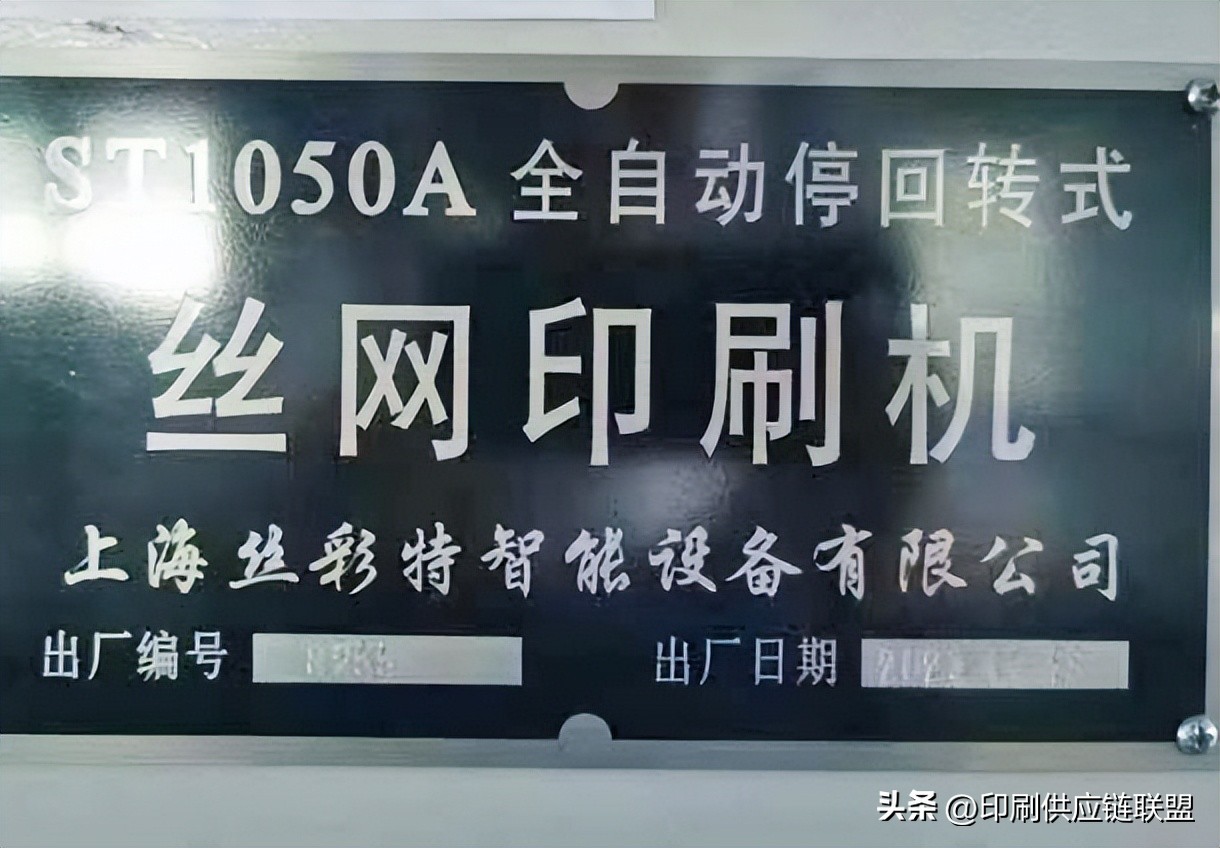 ST1050A 全自动停回转式
丝网印刷机
上海丝彩特智能设备有限公司
出厂编号 出厂日期
头条 @印刷供应链联盟